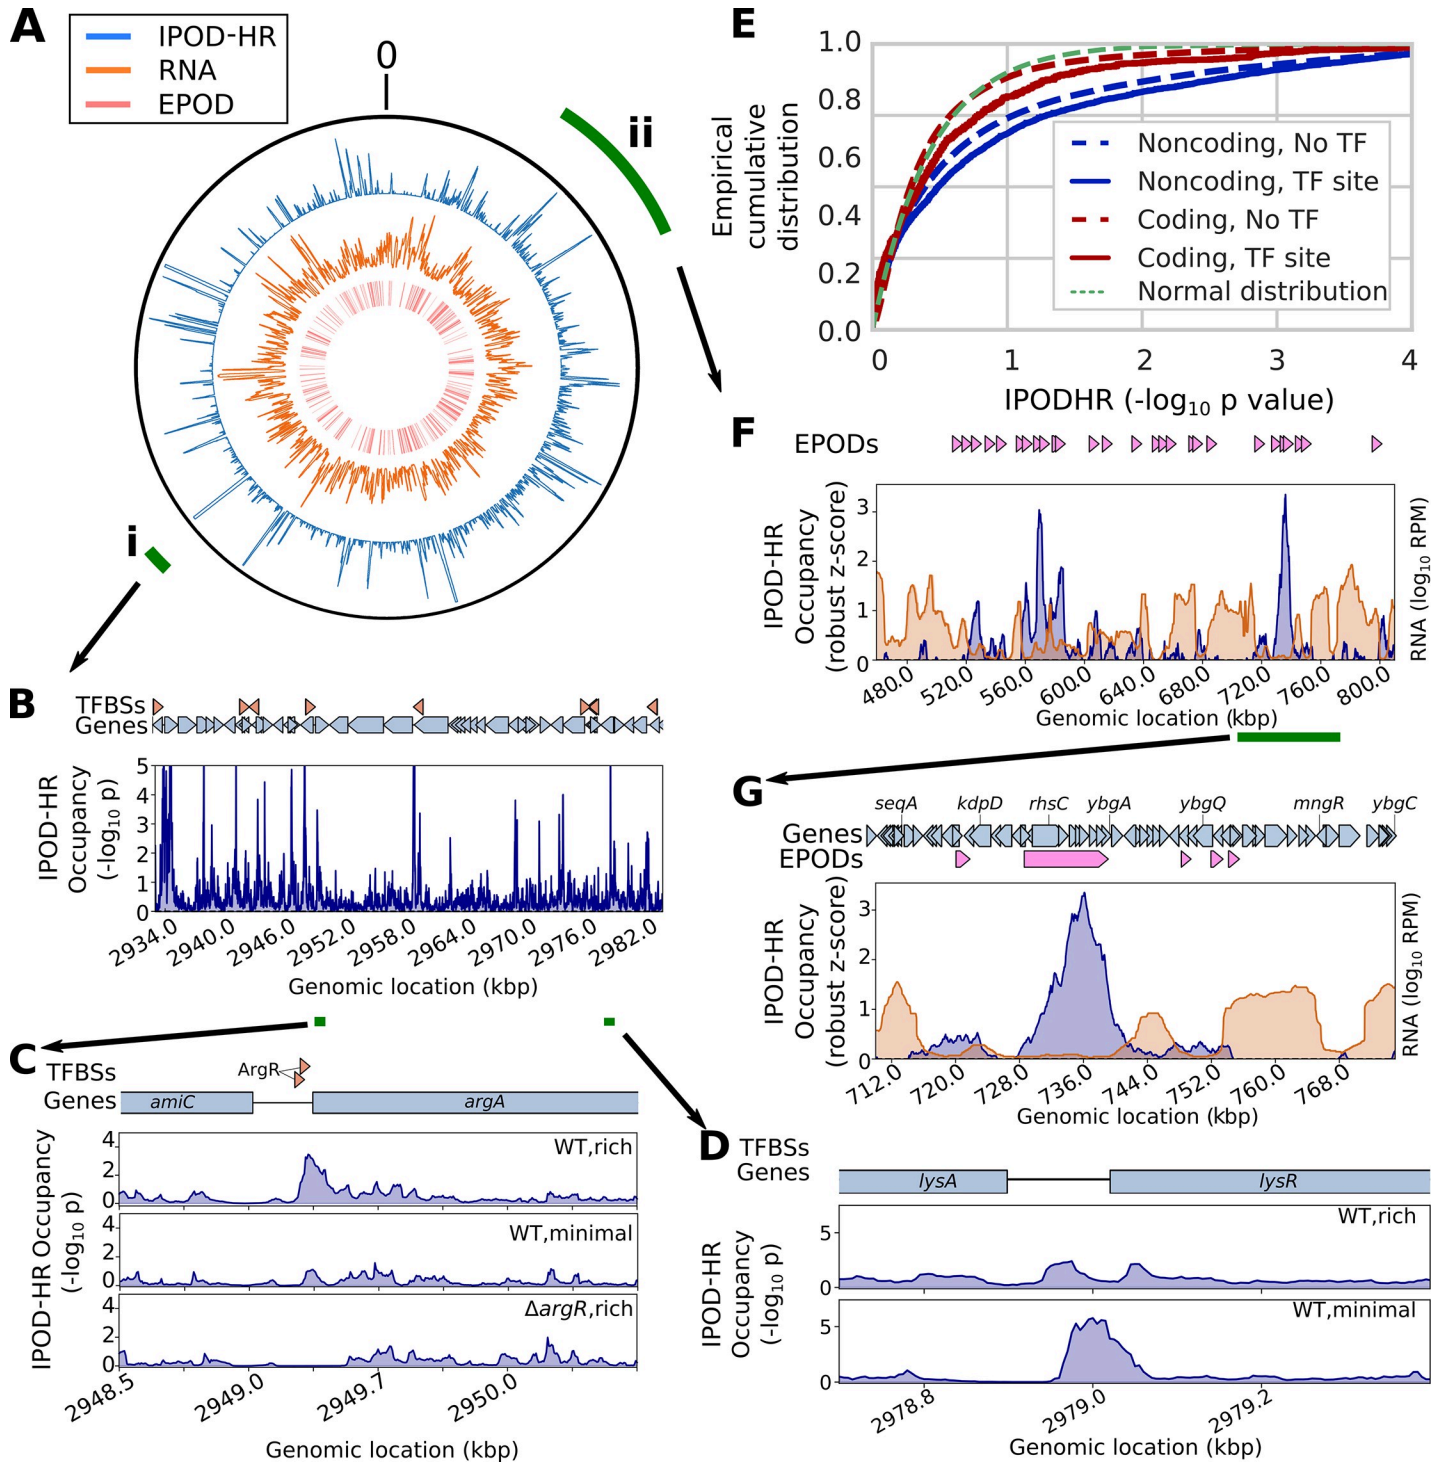 A
IPOD-HR
RNA
EPOD
0
ii
i
B
TFBSs
Genes
IPOD-HR
Occupancy
(-log10 p)
5
4
3
2
1
0
2934.0
2940.0
2946.0
2952.0
2958.0
2964.0
2970.0
2976.0
2982.0
Genomic location (kbp)
C
TFBSs
ArgR
Genes
amiC
argA
IPOD-HR Occupancy
(-log10 p)
4
2
0
WT,rich
4
2
0
WT,minimal
4
2
0
ΔargR,rich
2948.5
2949.0
2949.7
2950.0
Genomic location (kbp)
D
TFBSs
Genes
lysA
lysR
IPOD-HR
Occupancy
(-log10 p)
5
0
WT,rich
5
0
WT,minimal
2978.8
2979.0
2979.2
Genomic location (kbp)
E
Empirical
cumulative
distribution
1.0
0.8
0.6
0.4
0.2
0.0
Noncoding, No TF
Noncoding, TF site
Coding, No TF
Coding, TF site
Normal distribution
0
1
2
3
4
IPODHR (-log10 p value)
F
EPODs
IPOD-HR
Occupancy
(robust z-score)
3
2
1
0
RNA (log10 RPM)
480.0
520.0
560.0
600.0
640.0
680.0
720.0
760.0
800.0
Genomic location (kbp)
G
seqA
kdpD
rhsC
ybgA
ybgQ
mngR
ybgC
Genes
EPODs
IPOD-HR
Occupancy
(robust z-score)
3
2
1
0
RNA (log10 RPM)
712.0
720.0
728.0
736.0
744.0
752.0
760.0
768.0
Genomic location (kbp)